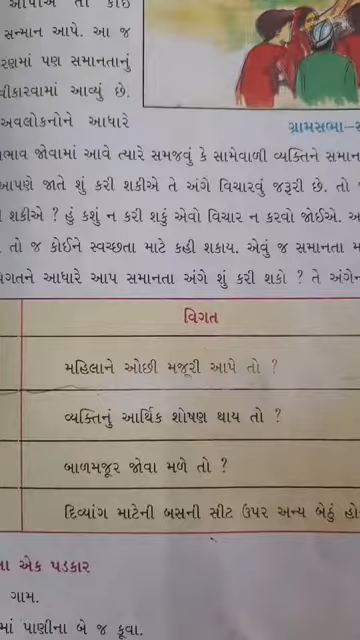 આપીએ તો કોઇ
સન્માન આપે. આ જ
રણમાં પણ સમાનતાનું
વીકારવામાં આવ્યું છે.
અવલોકનોને આધારે
ગ્રામસભા–સ
ભાવ જોવામાં આવે ત્યારે સમજવું કે સામેવાળી વ્યક્તિને સમાન
આપણે જાતે શું કરી શકીએ તે અંગે વિચારવું જરૂરી છે. તો
શકીએ ? હું કશું ન કરી શકું એવો વિચાર ન કરવો જોઈએ. અ
તો જ કોઈને સ્વચ્છતા માટે કહી શકાય. એવું જ સમાનતા મ
વગતને આધારે આપ સમાનતા અંગે શું કરી શકો ? તે અંગેન
વિગત
મહિલાને ઓછી મજૂરી આપે તો ?
વ્યક્તિનું આર્થિક શોષણ થાય તો ?
બાળમજૂર જોવા મળે તો ?
દિવ્યાંગ માટેની બસની સીટ ઉપર અન્ય બેઠું હો
ના એક પડકાર
ગામ.
માં પાણીના બે જ કૂવા.